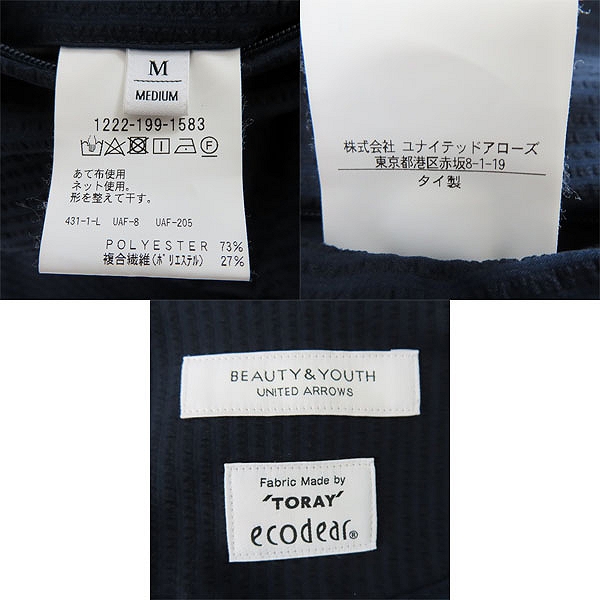 M
MEDIUM
1222-199-1583
あて布使用
ネット使用。
形を整えて干す。
431-1-L UAF-8 UAF-205
POLYESTER 73%
複合繊維(ポリエステル) 27%
株式会社 ユナイテッドアローズ
東京都港区赤坂8-1-19
タイ製
BEAUTY&YOUTH
UNITED ARROWS
Fabric Made by
'TORAY'
ecodear®